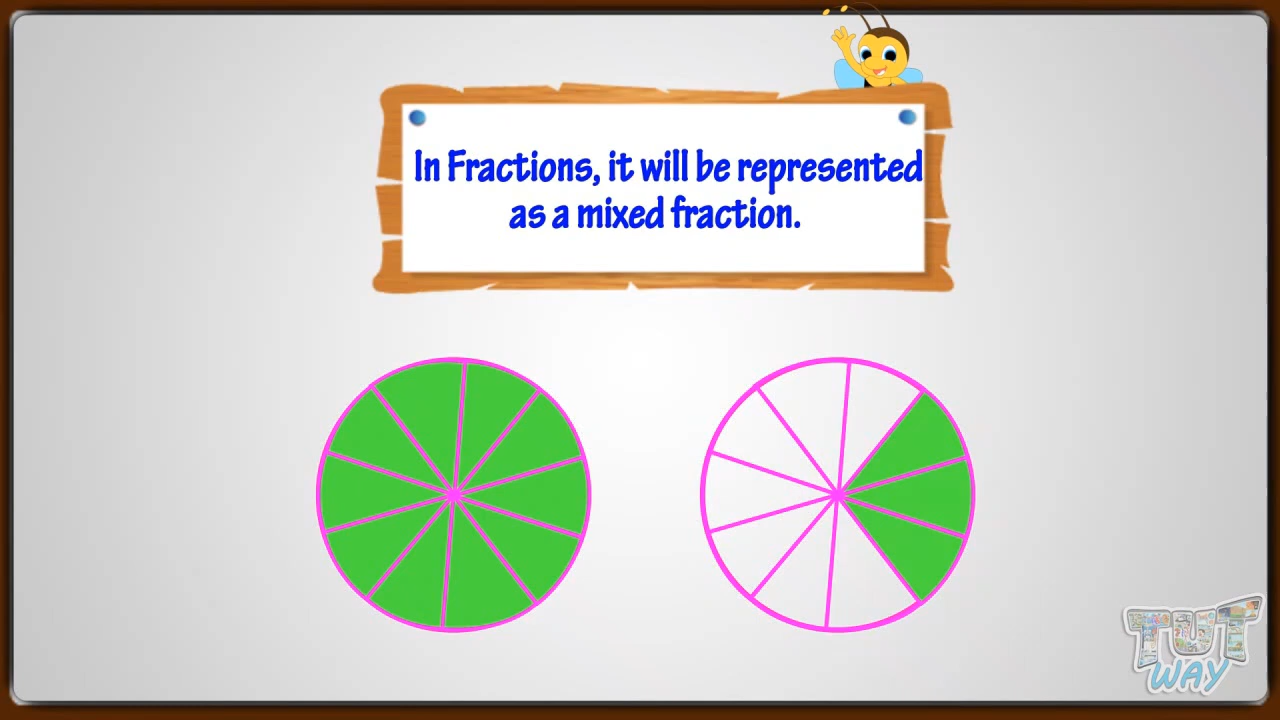 In Fractions, it will be represented
as a mixed fraction.
TUT
WAY